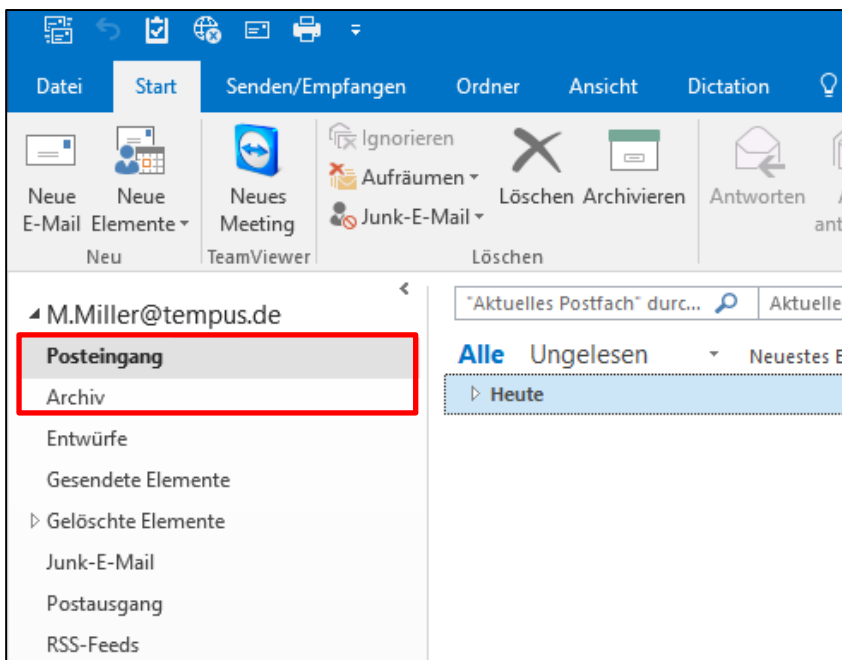 Datei Start Senden/Empfangen Ordner Ansicht Dictation
Ignorieren
Aufräumen
Junk-E-Mail
Neue E-Mail
Neue Elemente
Neues Meeting
Löschen
Archivieren
Antworten
Neu
TeamViewer
Löschen
M.Miller@tempus.de
Posteingang
Archiv
Entwürfe
Gesendete Elemente
Gelöschte Elemente
Junk-E-Mail
Postausgang
RSS-Feeds
"Aktuelles Postfach" durc... Aktuelle
Alle Ungelesen Neuestes E
Heute